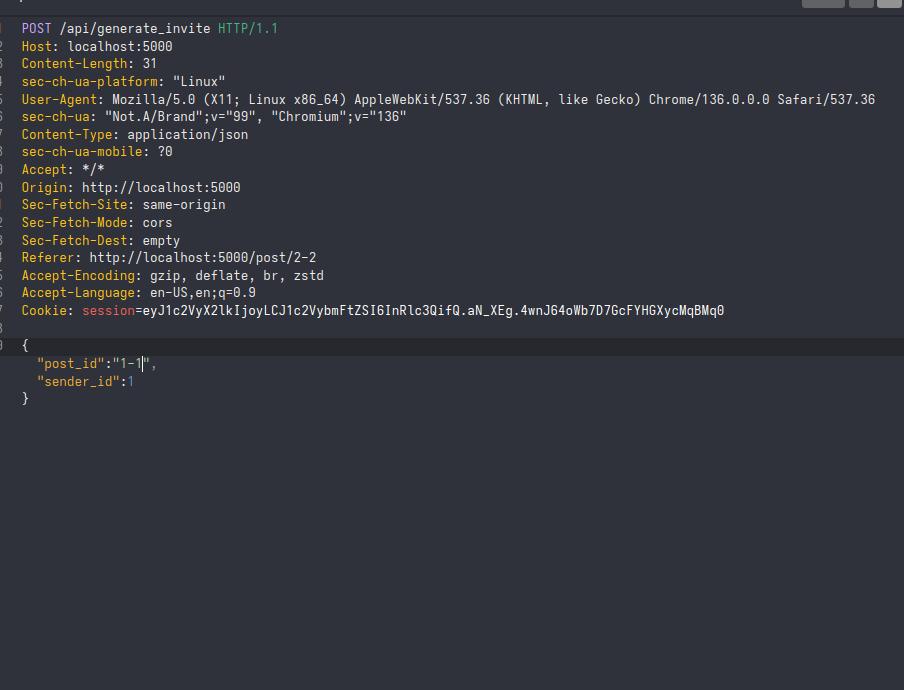 POST /api/generate_invite HTTP/1.1
Host: localhost:5000
Content-Length: 31
sec-ch-ua-platform: "Linux"
User-Agent: Mozilla/5.0 (X11; Linux x86_64) AppleWebKit/537.36 (KHTML, like Gecko) Chrome/136.0.0.0 Safari/537.36
sec-ch-ua: "Not.A/Brand";v="99", "Chromium";v="136"
Content-Type: application/json
sec-ch-ua-mobile: ?0
Accept: */*
Origin: http://localhost:5000
Sec-Fetch-Site: same-origin
Sec-Fetch-Mode: cors
Sec-Fetch-Dest: empty
Referer: http://localhost:5000/post/2-2
Accept-Encoding: gzip, deflate, br, zstd
Accept-Language: en-US,en;q=0.9
Cookie: session=eyJ1c2VyX2lkIjoyLCJ1c2VybmFtZSI6InRlc3QifQ.aN_XEg.4wnJ64oWb7D7GcFYHGXycMqBMq0
{
"post_id":"1-1",
"sender_id":1
}